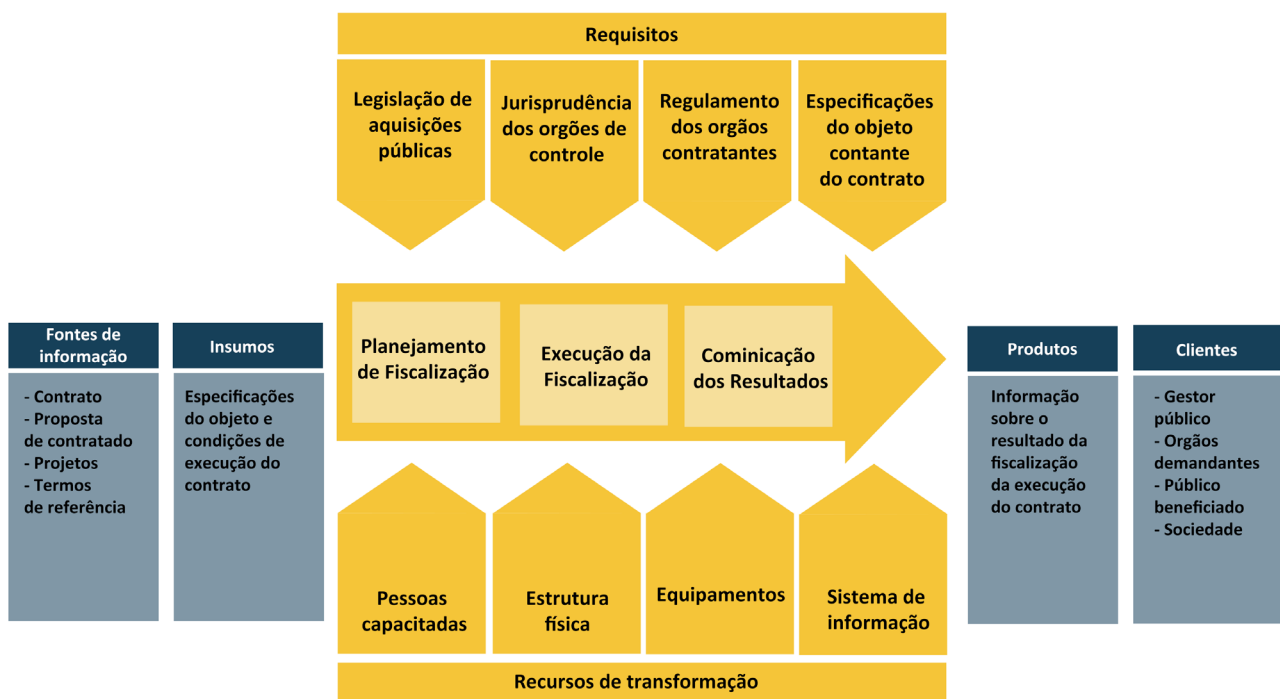 Requisitos
Legislação de
aquisições
públicas
Jurisprudência
dos orgões de
controle
Regulamento
dos orgãos
contratantes
Especificações
do objeto
contante
do contrato
Fontes de
informação
- Contrato
- Proposta
de contratado
- Projetos
- Termos
de referência
Insumos
Especificações
do objeto e
condições de
execução do
contrato
Planejamento
de Fiscalização
Execução da
Fiscalização
Cominicação
dos Resultados
Produtos
Informação
sobre o
resultado da
fiscalização
da execução
do contrato
Clientes
- Gestor
público
- Orgãos
demandantes
- Público
beneficiado
- Sociedade
Pessoas
capacitadas
Estrutura
física
Equipamentos
Sistema de
informação
Recursos de transformação